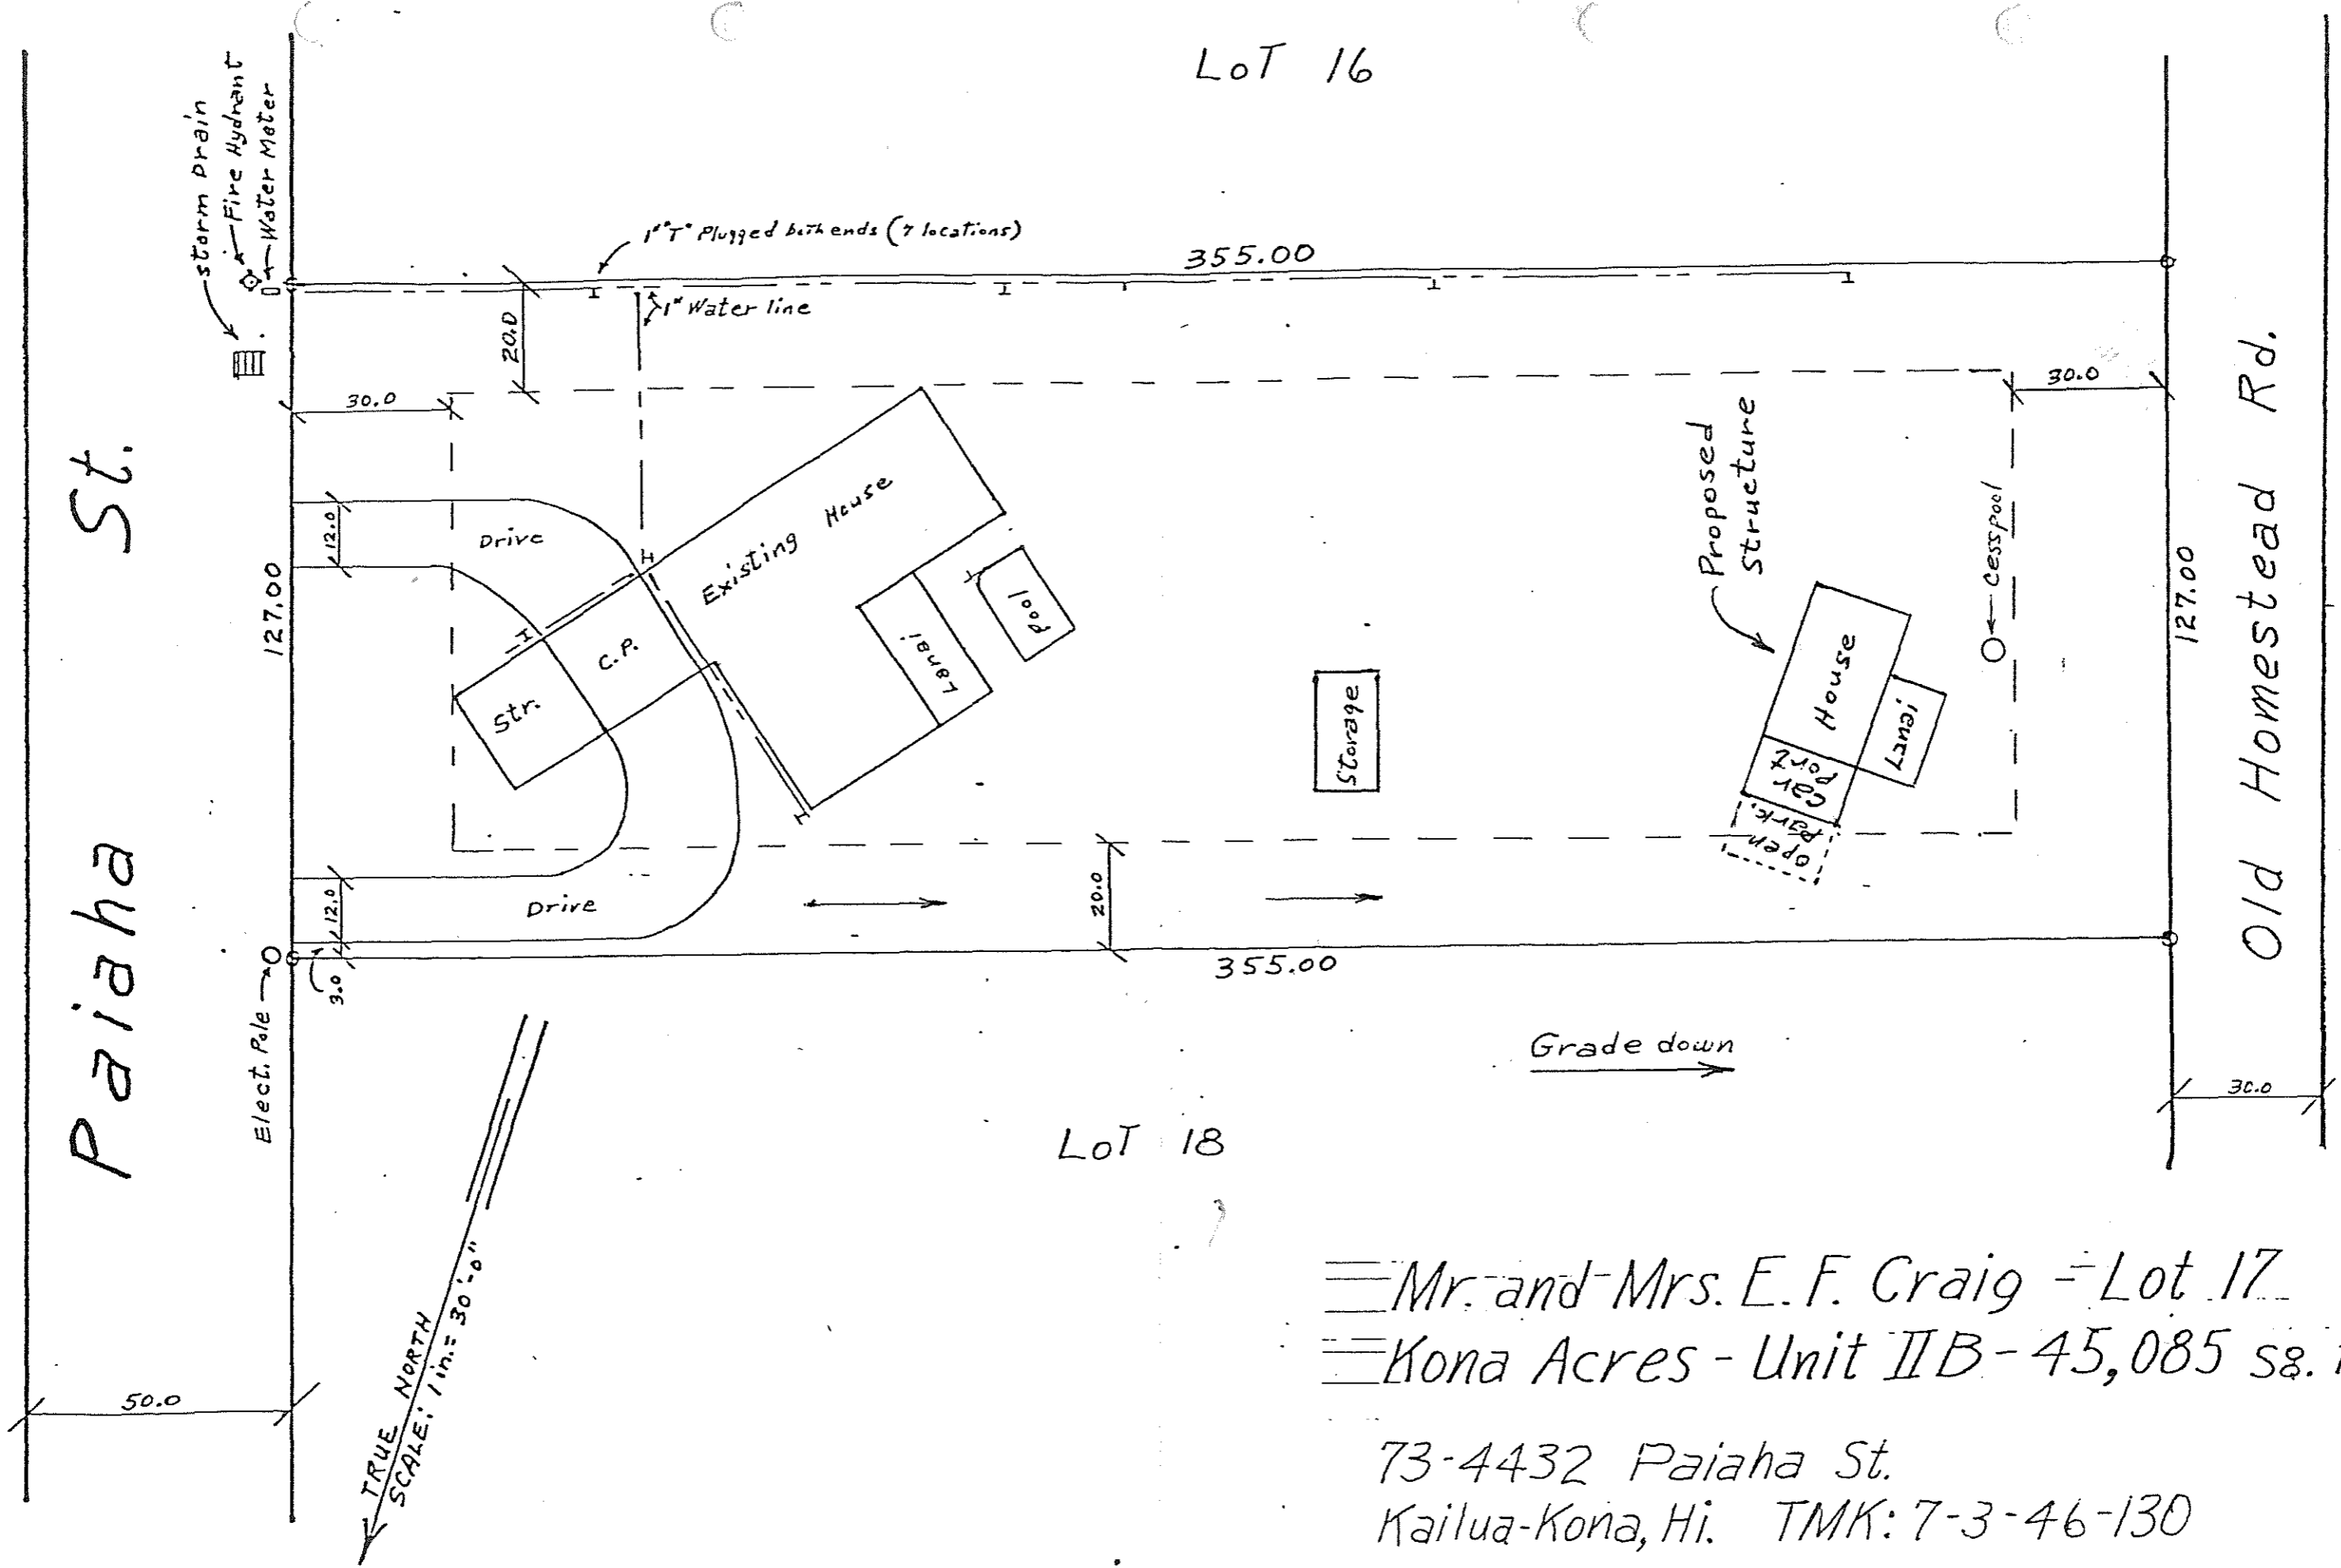 LoT 16
Storm Drain
Fire Hydrant
Water Meter
1" "T" Plugged both ends (7 locations)
355.00
1" Water line
20.0
30.0
30.0
Paiaha St.
127.00
12.0
Drive
Existing House
C.P.
Str.
Lanai
Pool
Storage
Proposed
Structure
House
Lanai
Car
Port
open
Park.
cesspool
127.00
Old Homestead Rd.
12.0
Drive
3.0
20.0
355.00
Elect. Pole
Grade down
30.0
LoT 18
50.0
TRUE NORTH
SCALE: 1 in. = 30'-0"
Mr. and Mrs. E. F. Craig - Lot 17
Kona Acres - Unit II B - 45,085 sq.
73-4432 Paiaha St.
Kailua-Kona, Hi. TMK: 7-3-46-130